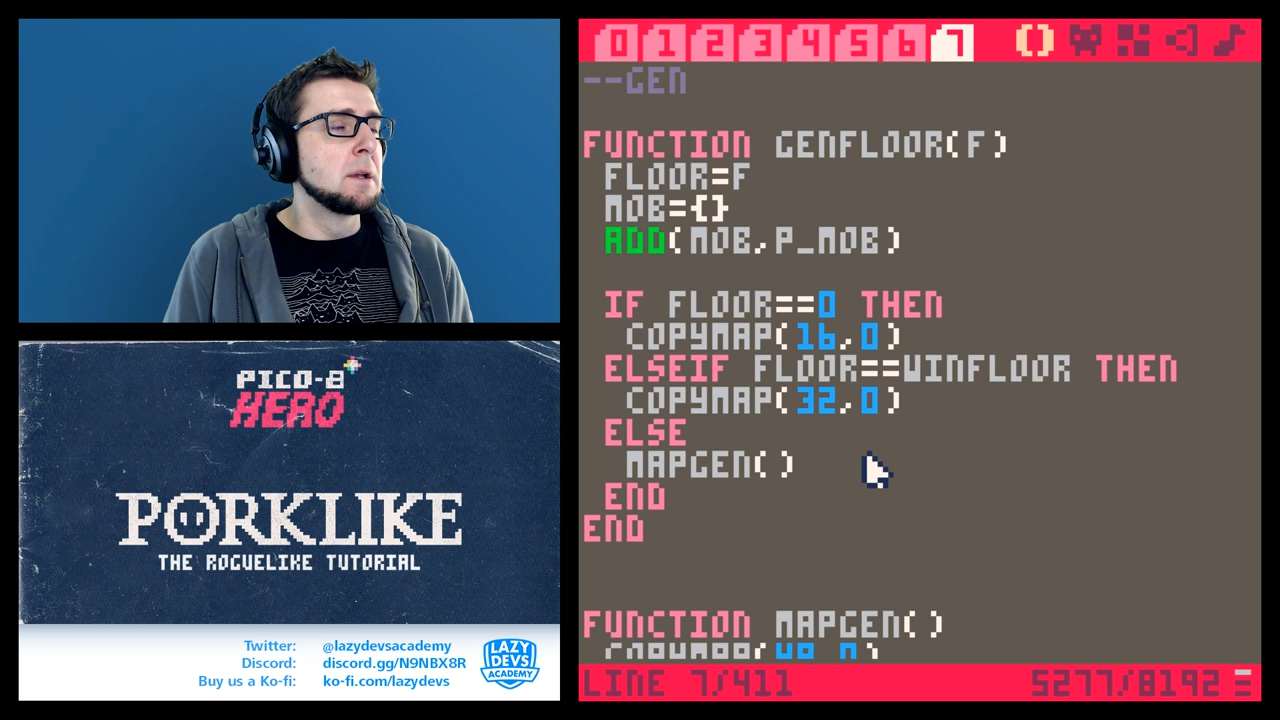 PICO-8
HERO
PORKLIKE
THE ROGUELIKE TUTORIAL
Twitter: @lazydevsacademy
Discord: discord.gg/N9NBX8R
Buy us a Ko-fi: ko-fi.com/lazydevs
LAZY
DEVS
ACADEMY
0 1 2 3 4 5 6 7 ()
--GEN
FUNCTION GENFLOOR(F)
FLOOR=F
MOB={}
ADD(MOB,P_MOB)
IF FLOOR==0 THEN
COPYMAP(16,0)
ELSEIF FLOOR==WINFLOOR THEN
COPYMAP(32,0)
ELSE
MAPGEN()
END
END
FUNCTION MAPGEN()
LINE 7/411 5277/8192